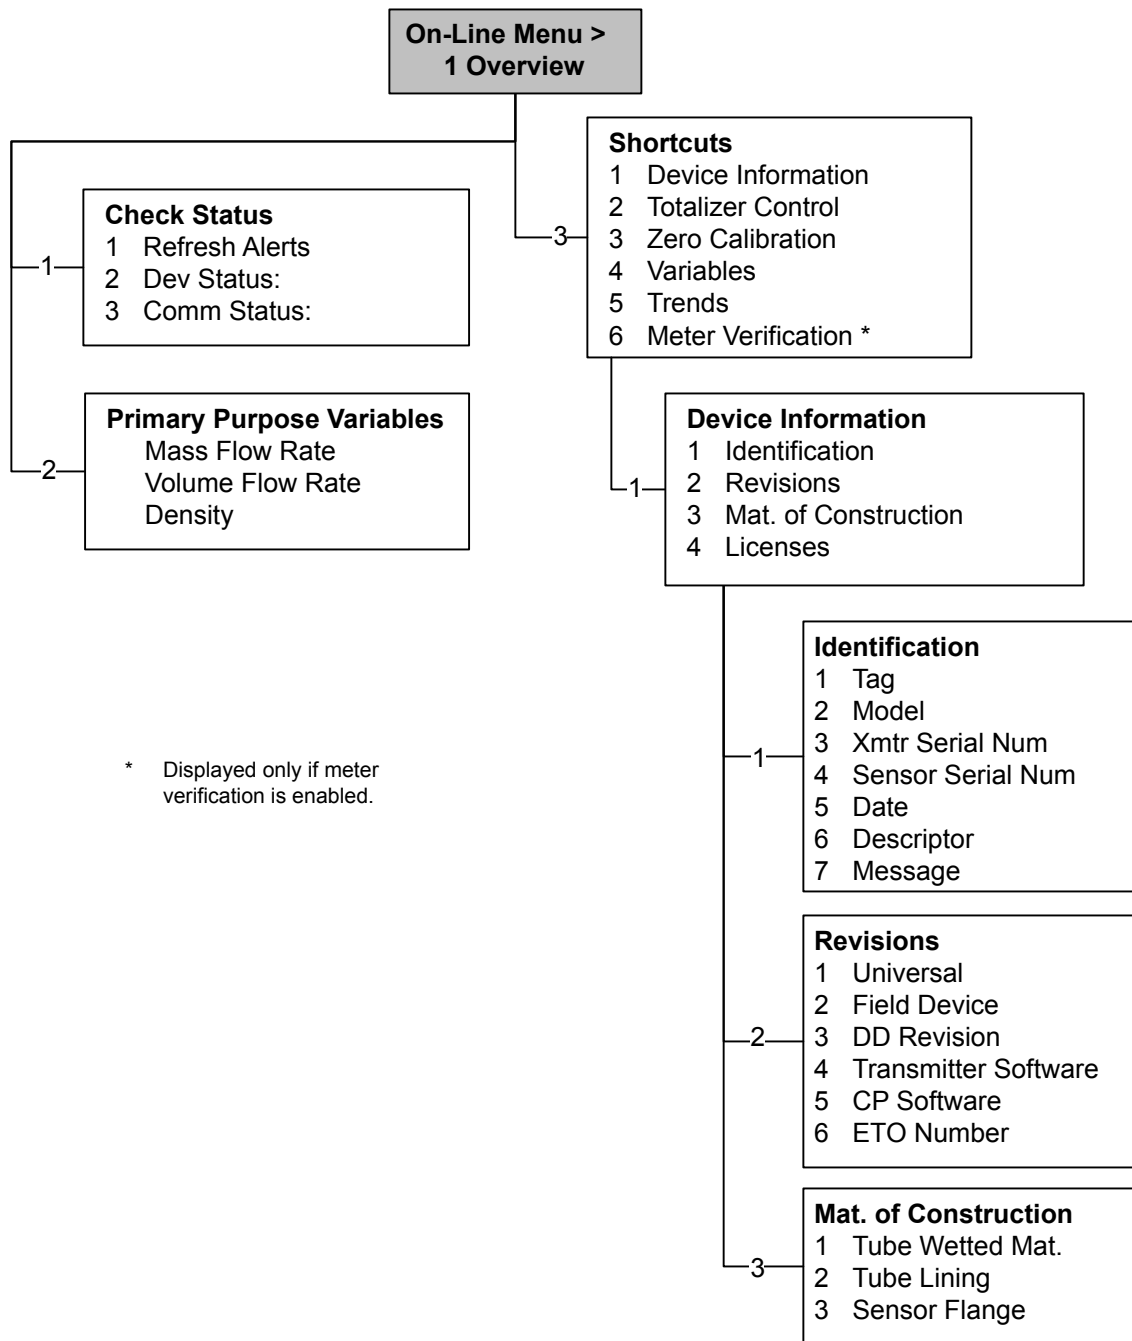 On-Line Menu >
1 Overview
Shortcuts
1 Device Information
2 Totalizer Control
3 Zero Calibration
4 Variables
5 Trends
6 Meter Verification *
3
Check Status
1 Refresh Alerts
2 Dev Status:
3 Comm Status:
1
Primary Purpose Variables
Mass Flow Rate
Volume Flow Rate
Density
2
Device Information
1 Identification
2 Revisions
3 Mat. of Construction
4 Licenses
1
Identification
1 Tag
2 Model
3 Xmtr Serial Num
4 Sensor Serial Num
5 Date
6 Descriptor
7 Message
1
* Displayed only if meter
verification is enabled.
Revisions
1 Universal
2 Field Device
3 DD Revision
4 Transmitter Software
5 CP Software
6 ETO Number
2
Mat. of Construction
1 Tube Wetted Mat.
2 Tube Lining
3 Sensor Flange
3